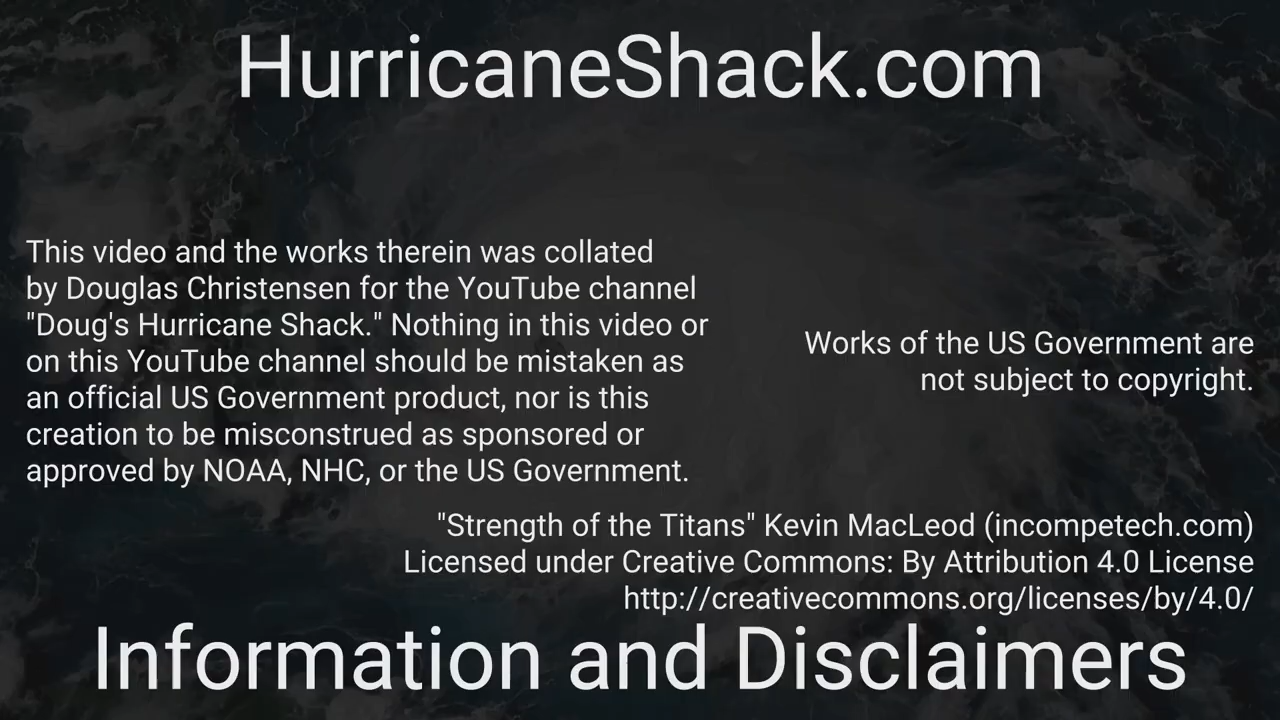 HurricaneShack.com
This video and the works therein was collated
by Douglas Christensen for the YouTube channel
"Doug's Hurricane Shack." Nothing in this video or
on this YouTube channel should be mistaken as
an official US Government product, nor is this
creation to be misconstrued as sponsored or
approved by NOAA, NHC, or the US Government.
Works of the US Government are
not subject to copyright.
"Strength of the Titans" Kevin MacLeod (incompetech.com)
Licensed under Creative Commons: By Attribution 4.0 License
http://creativecommons.org/licenses/by/4.0/
Information and Disclaimers